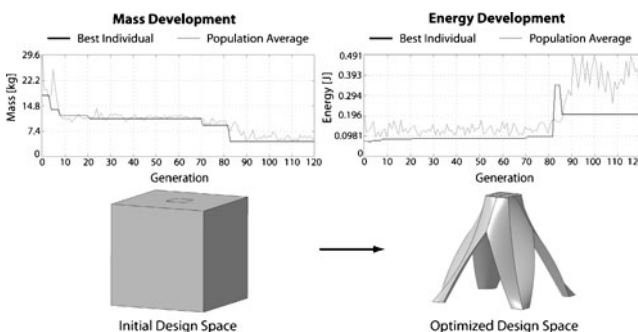 Mass Development
Best Individual Population Average
29.6
22.2
14.8
7.4
0
Mass [kg]
0 10 20 30 40 50 60 70 80 90 100 110 120
Generation
Energy Development
Best Individual Population Average
0.491
0.393
0.294
0.196
0.0981
0
Energy [J]
0 10 20 30 40 50 60 70 80 90 100 110 120
Generation
Initial Design Space
Optimized Design Space